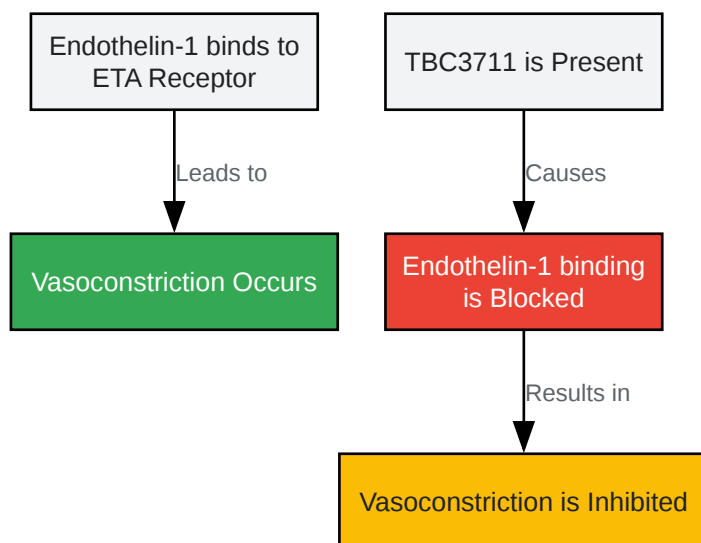 Endothelin-1 binds to
ETA Receptor
TBC3711 is Present
Leads to
Causes
Vasoconstriction Occurs
Endothelin-1 binding
is Blocked
Results in
Vasoconstriction is Inhibited